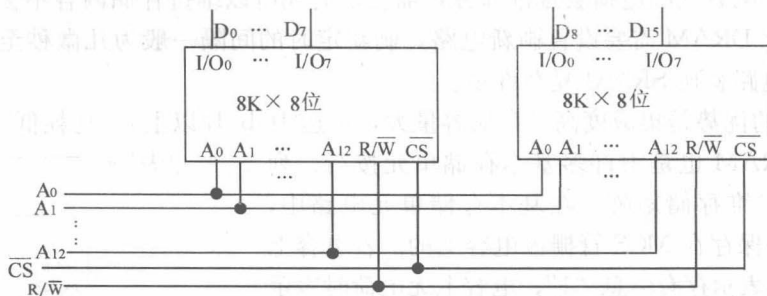 D₀ ··· D₇
I/O₀ ··· I/O₇
8K × 8位
A₀ A₁ ··· A₁₂ R/W̅ C̅S̅
···
D₈ ··· D₁₅
I/O₀ ··· I/O₇
8K × 8位
A₀ A₁ ··· A₁₂ R/W̅ C̅S̅
···
A₀
A₁
⋮
A₁₂
C̅S̅
R/W̅